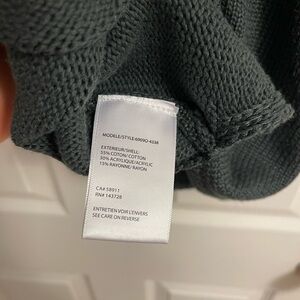 MODELE/STYLE:6009O-4338
EXTERIEUR/SHELL:
55% COTON/COTTON
30% ACRYLIQUE/ACRYLIC
15% RAYONNE/RAYON
CA# 58911
RN# 143728
ENTRETIEN VOIR L'ENVERS
SEE CARE ON REVERSE